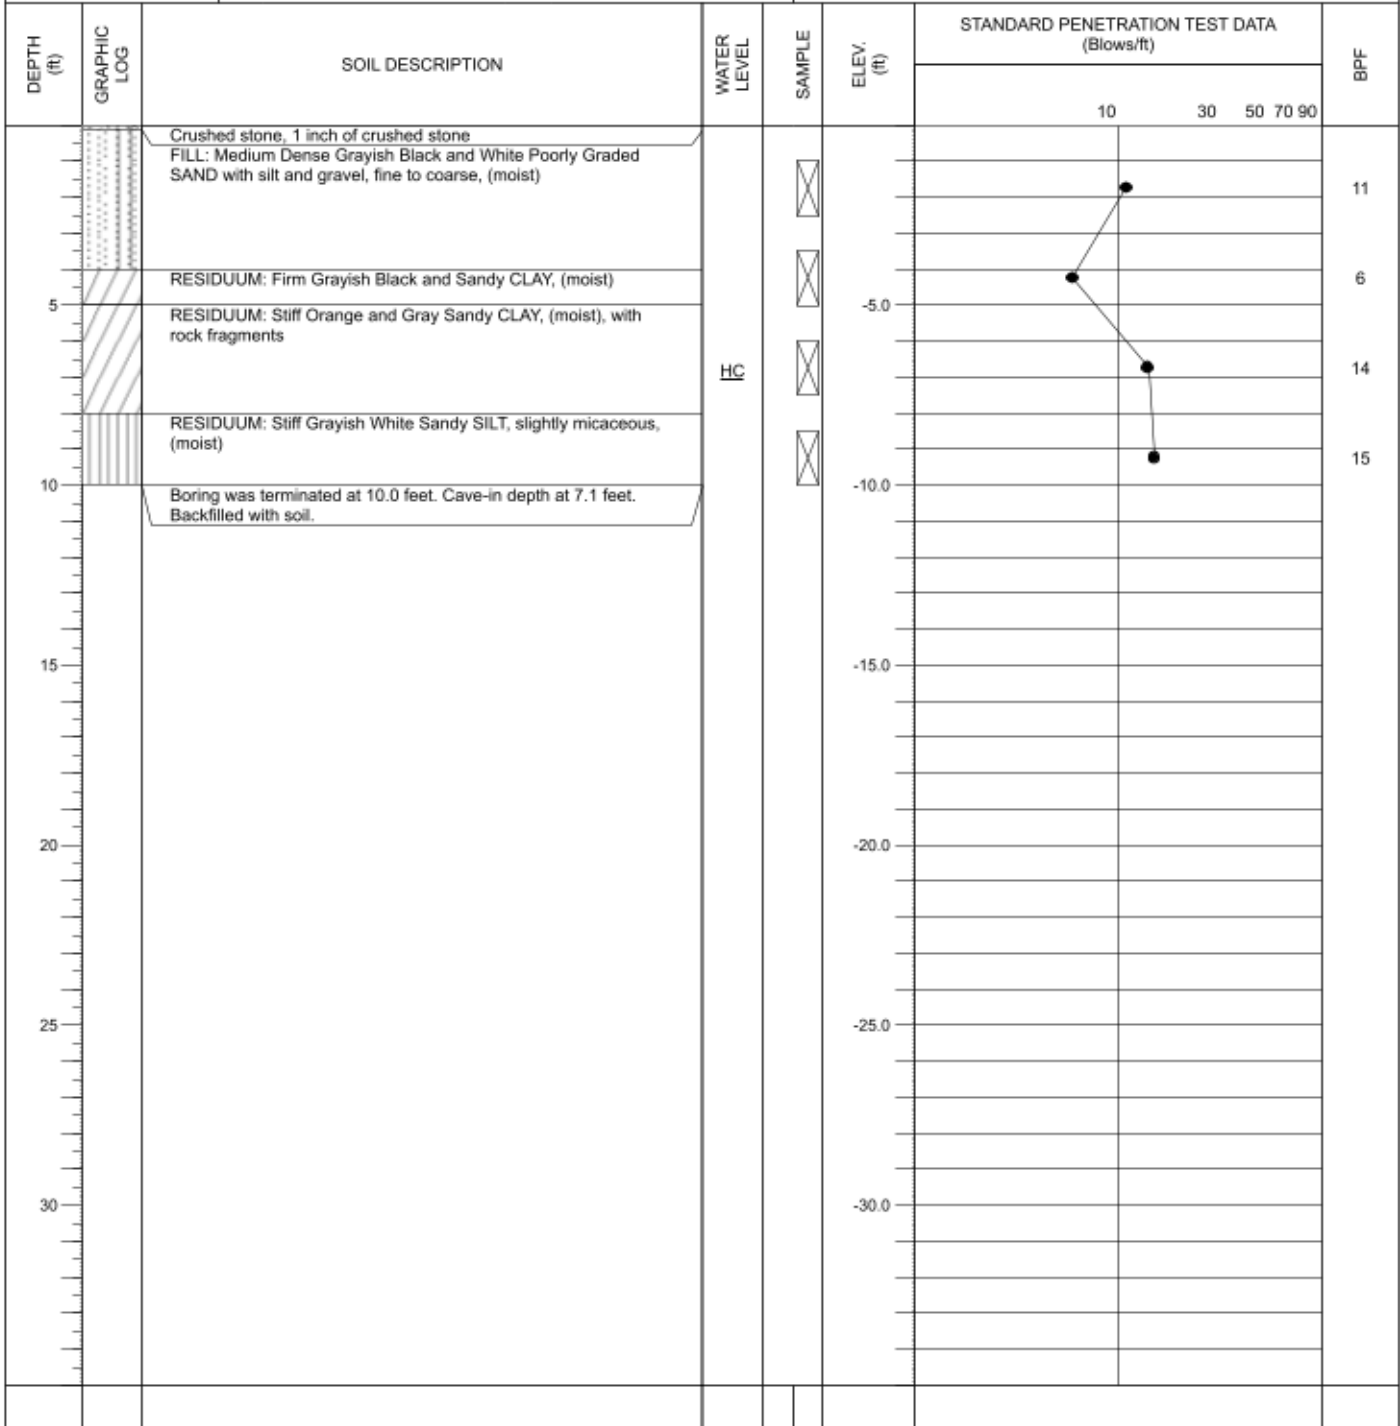 DEPTH
(ft)
GRAPHIC
LOG
SOIL DESCRIPTION
WATER
LEVEL
SAMPLE
ELEV.
(ft)
STANDARD PENETRATION TEST DATA
(Blows/ft)
BPF
10 30 50 70 90
Crushed stone, 1 inch of crushed stone
FILL: Medium Dense Grayish Black and White Poorly Graded
SAND with silt and gravel, fine to coarse, (moist)
11
RESIDUUM: Firm Grayish Black and Sandy CLAY, (moist)
6
5
-5.0
RESIDUUM: Stiff Orange and Gray Sandy CLAY, (moist), with
rock fragments
HC
14
RESIDUUM: Stiff Grayish White Sandy SILT, slightly micaceous,
(moist)
15
10
-10.0
Boring was terminated at 10.0 feet. Cave-in depth at 7.1 feet.
Backfilled with soil.
15
-15.0
20
-20.0
25
-25.0
30
-30.0